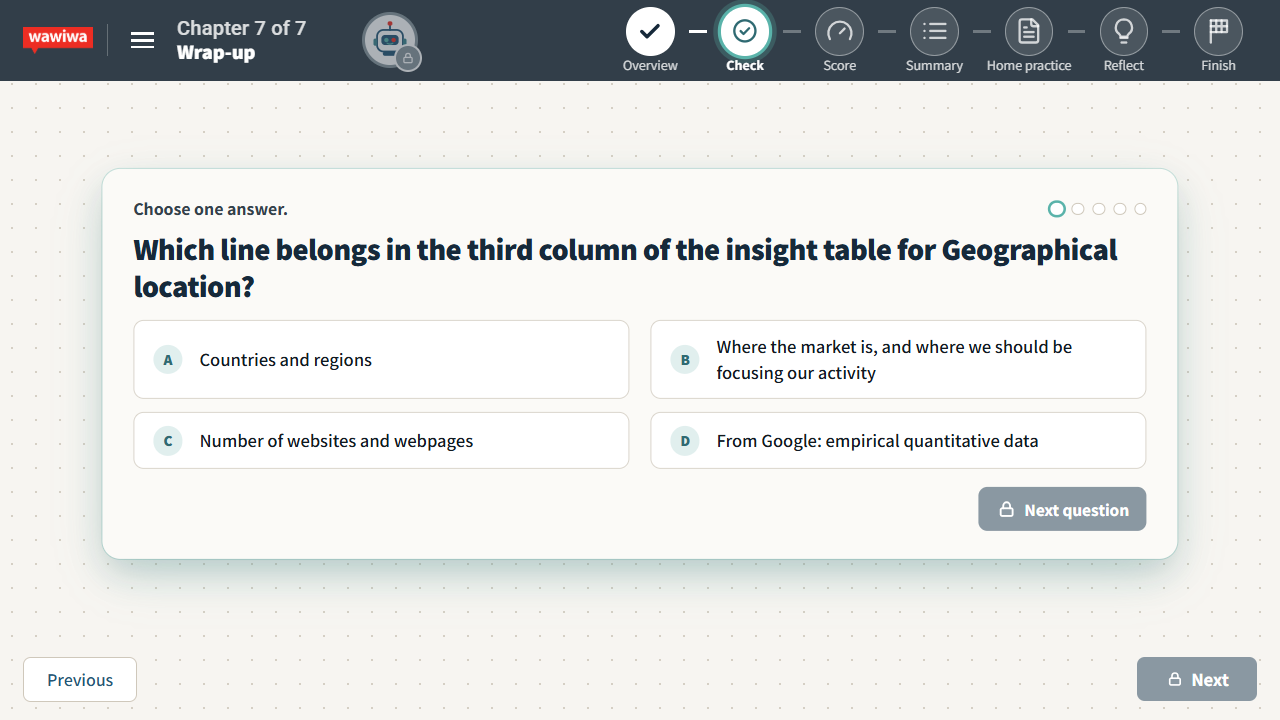 wawiwa
Chapter 7 of 7
Wrap-up
Overview
Check
Score
Summary
Home practice
Reflect
Finish
Choose one answer.
Which line belongs in the third column of the insight table for Geographical
location?
A
Countries and regions
B
Where the market is, and where we should be
focusing our activity
C
Number of websites and webpages
D
From Google: empirical quantitative data
Next question
Previous
Next